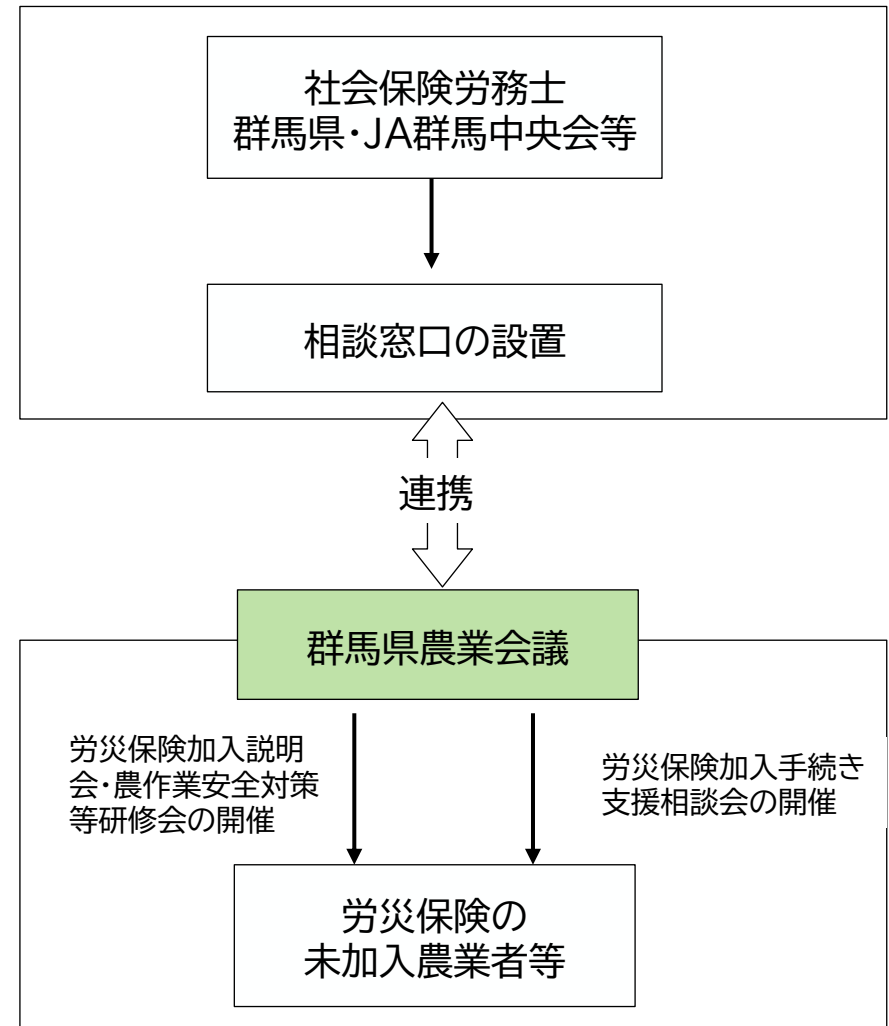 社会保険労務士
群馬県・JA群馬中央会等
相談窓口の設置
連携
群馬県農業会議
労災保険加入説明
会・農作業安全対策
等研修会の開催
労災保険加入手続き
支援相談会の開催
労災保険の
未加入農業者等